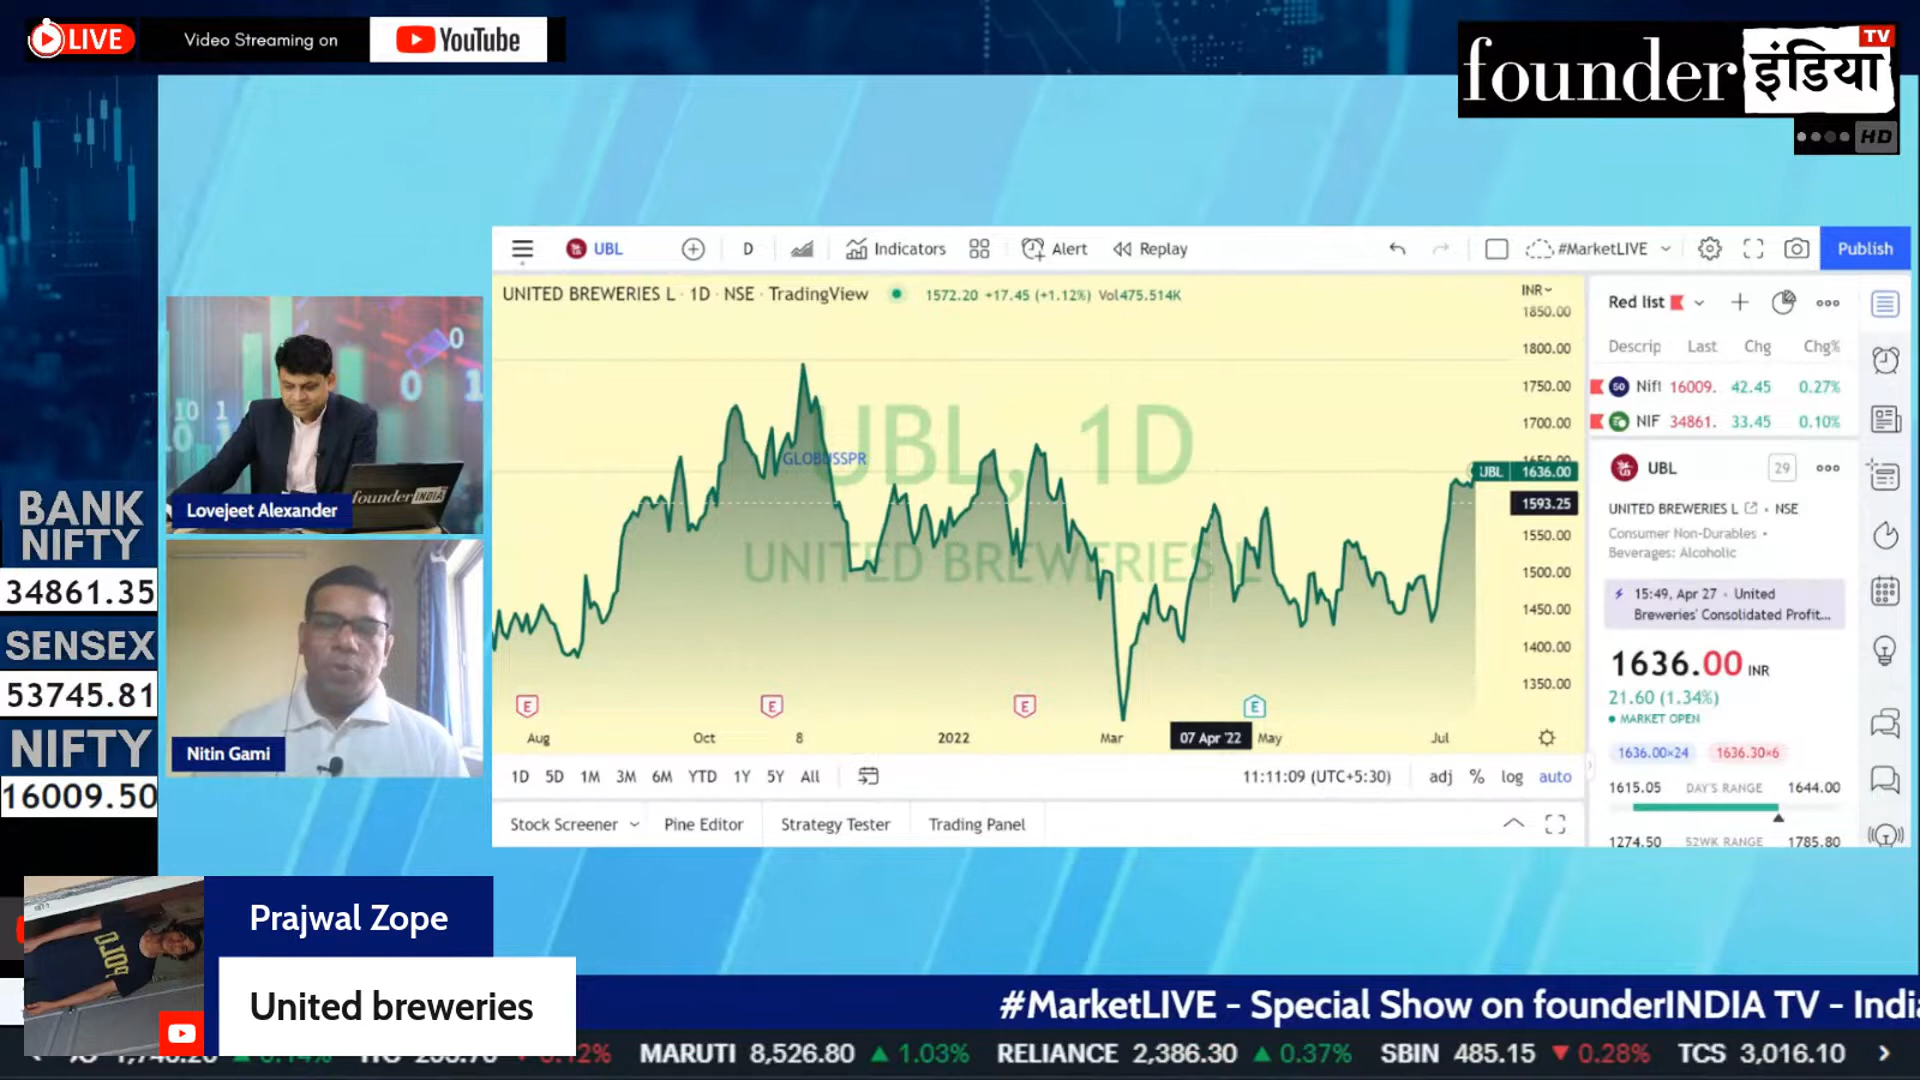 LIVE
Video Streaming on
YouTube
founder इंडिया
TV
HD
UBL
D
Indicators
Alert
Replay
#MarketLIVE
Publish
UNITED BREWERIES L · 1D · NSE · TradingView
1572.20 +17.45 (+1.12%) Vol475.514K
INR
1850.00
1800.00
1750.00
1700.00
UBL 1636.00
1593.25
1550.00
1500.00
1450.00
1400.00
1350.00
UBL, 1D
UNITED BREWERIES L
GLOBUSSPR
E
E
E
E
Aug
Oct
8
2022
Mar
07 Apr '22
May
Jul
1D 5D 1M 3M 6M YTD 1Y 5Y All
11:11:09 (UTC+5:30)
adj % log auto
Stock Screener
Pine Editor
Strategy Tester
Trading Panel
Red list
Descrip Last Chg Chg%
50 Nif 16009. 42.45 0.27%
NIF 34861. 33.45 0.10%
UBL
29
UNITED BREWERIES L · NSE
Consumer Non-Durables •
Beverages: Alcoholic
15:49, Apr 27 · United
Breweries' Consolidated Profit...
1636.00 INR
21.60 (1.34%)
MARKET OPEN
1636.00×24 1636.30×6
1615.05 DAY'S RANGE 1644.00
1274.50 52WK RANGE 1785.80
founder INDIA
Lovejeet Alexander
Nitin Gami
BANK
NIFTY
34861.35
SENSEX
53745.81
NIFTY
16009.50
Prajwal Zope
POLO
United breweries
#MarketLIVE - Special Show on founderINDIA TV - India
MARUTI 8,526.80 ▲ 1.03% RELIANCE 2,386.30 ▲ 0.37% SBIN 485.15 ▼ 0.28% TCS 3,016.10